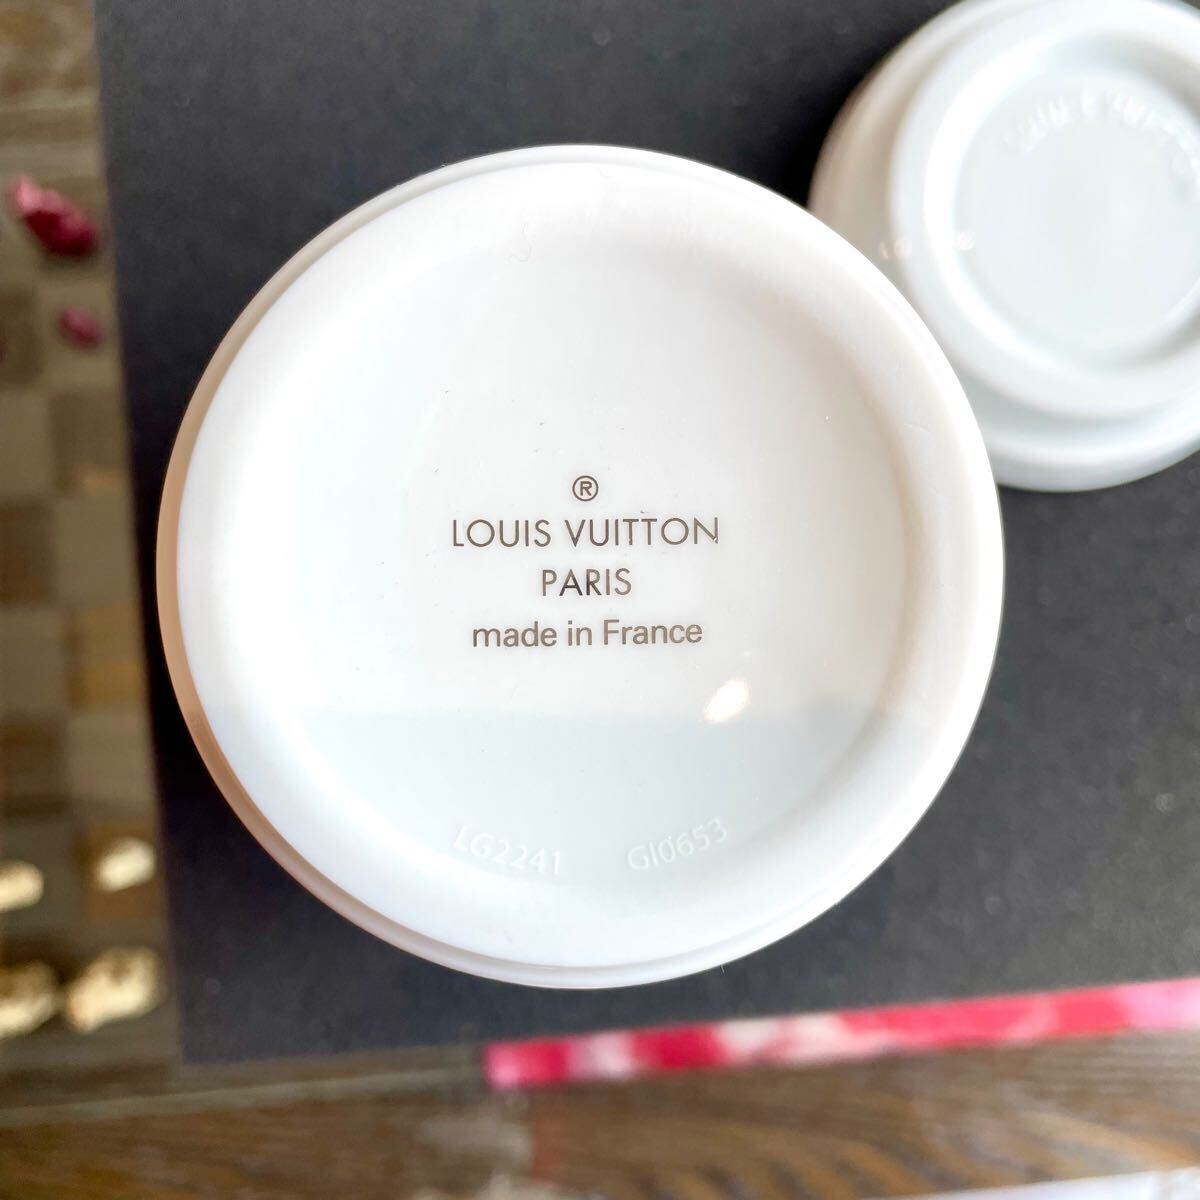 ®
LOUIS VUITTON
PARIS
made in France
LG2241 GI0653